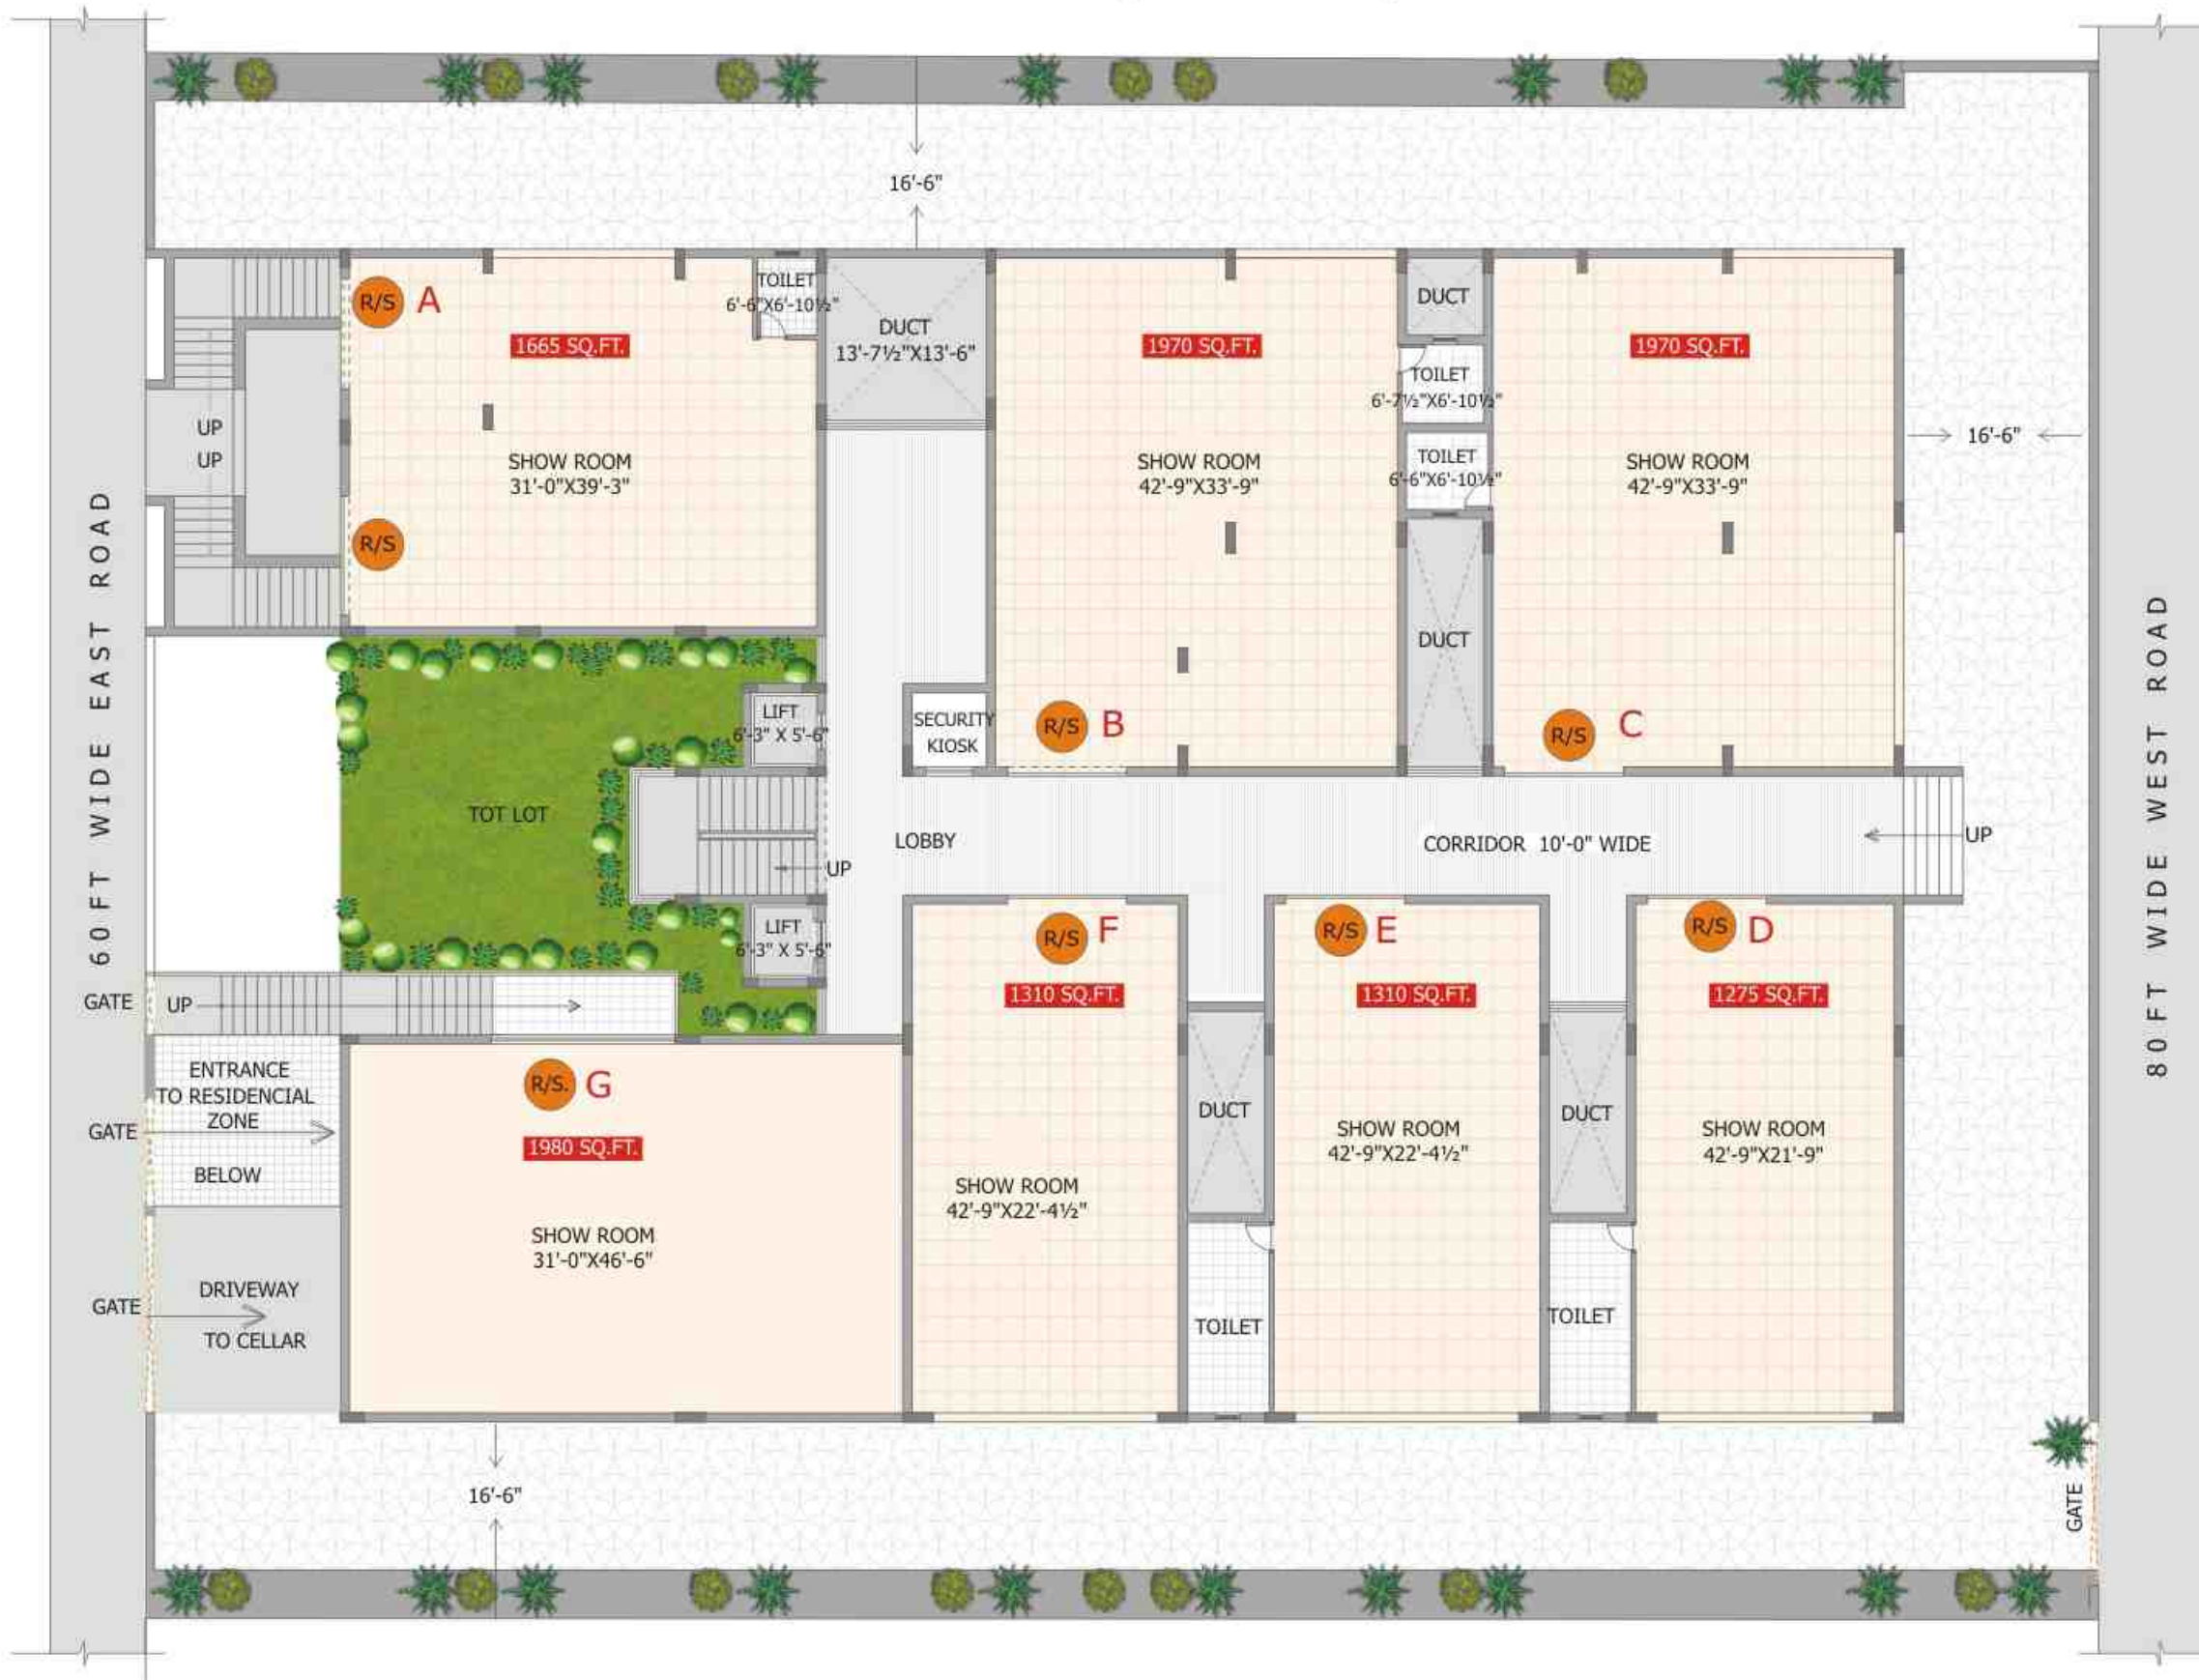 16'-6"
R/S A
1665 SQ.FT.
SHOW ROOM
31'-0"X39'-3"
R/S
TOILET
6'-6"X6'-10½"
DUCT
13'-7½"X13'-6"
1970 SQ.FT.
SHOW ROOM
42'-9"X33'-9"
R/S B
DUCT
TOILET
6'-7½"X6'-10½"
TOILET
6'-6"X6'-10½"
DUCT
1970 SQ.FT.
SHOW ROOM
42'-9"X33'-9"
R/S C
16'-6"
UP
UP
60FT WIDE EAST ROAD
80FT WIDE WEST ROAD
LIFT
6'-3" X 5'-6"
SECURITY
KIOSK
TOT LOT
UP
LOBBY
CORRIDOR 10'-0" WIDE
UP
LIFT
6'-3" X 5'-6"
GATE
UP
ENTRANCE
TO RESIDENCIAL
ZONE
GATE
BELOW
GATE
DRIVEWAY
TO CELLAR
R/S. G
1980 SQ.FT.
SHOW ROOM
31'-0"X46'-6"
R/S F
1310 SQ.FT.
SHOW ROOM
42'-9"X22'-4½"
DUCT
TOILET
R/S E
1310 SQ.FT.
SHOW ROOM
42'-9"X22'-4½"
DUCT
TOILET
R/S D
1275 SQ.FT.
SHOW ROOM
42'-9"X21'-9"
16'-6"
GATE